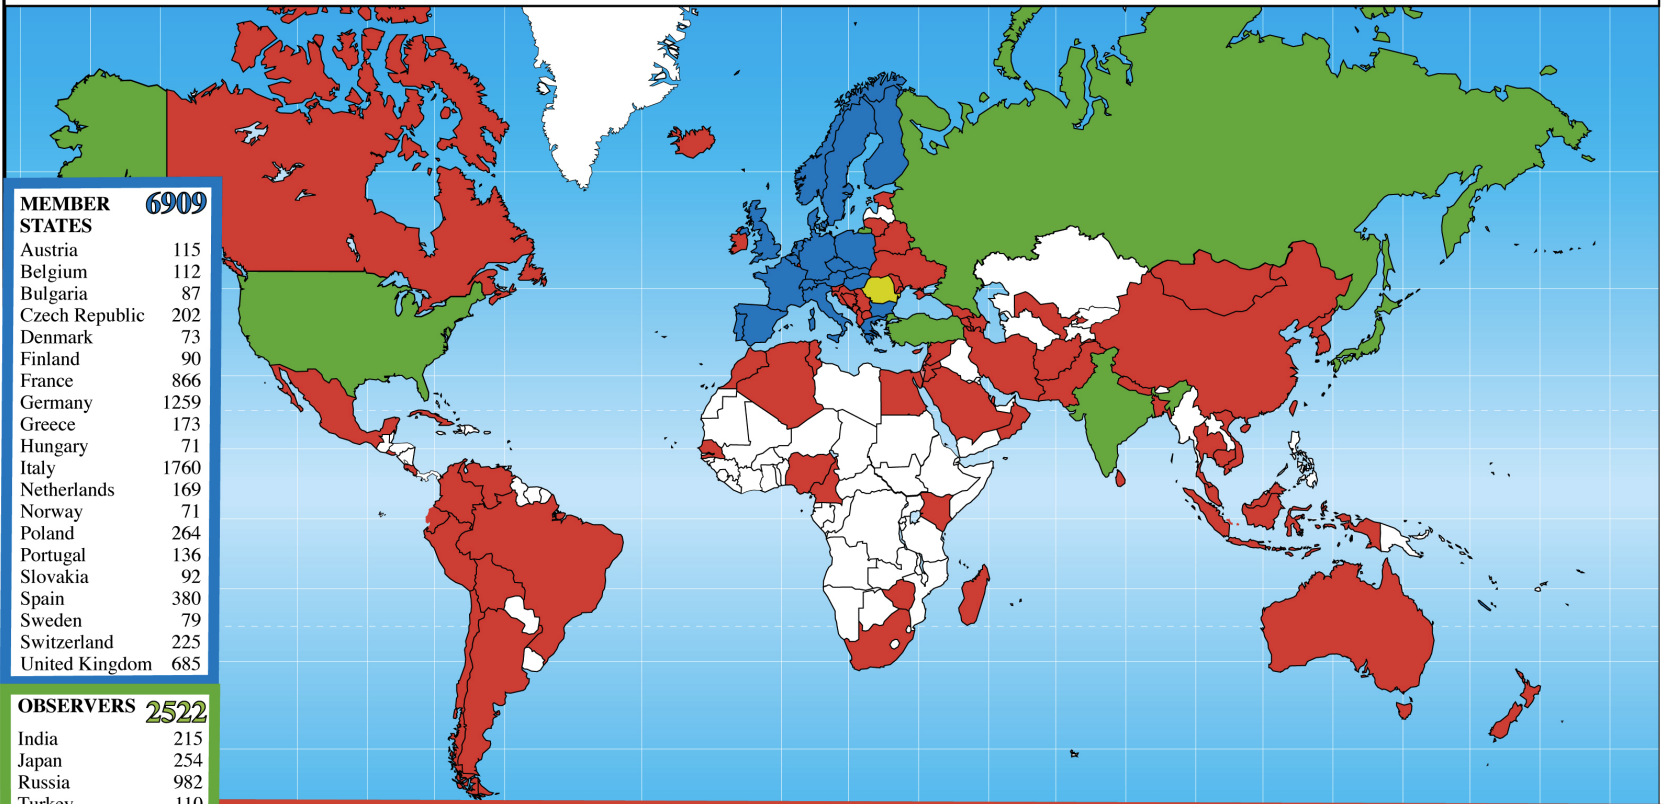 MEMBER 6909
STATES
Austria 115
Belgium 112
Bulgaria 87
Czech Republic 202
Denmark 73
Finland 90
France 866
Germany 1259
Greece 173
Hungary 71
Italy 1760
Netherlands 169
Norway 71
Poland 264
Portugal 136
Slovakia 92
Spain 380
Sweden 79
Switzerland 225
United Kingdom 685
OBSERVERS 2522
India 215
Japan 254
Russia 982
Turkey 110